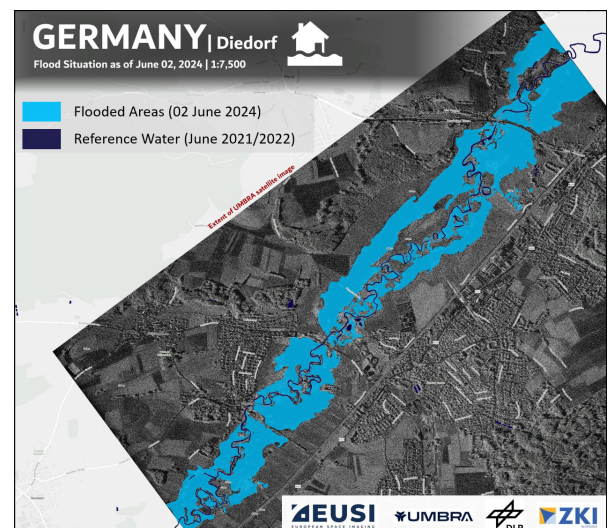 GERMANY | Diedorf
Flood Situation as of June 02, 2024 | 1:7,500
Flooded Areas (02 June 2024)
Reference Water (June 2021/2022)
Extent of UMBRA satellite image
EUSI
EUROPEAN SPACE IMAGING
UMBRA
DLR
ZKI